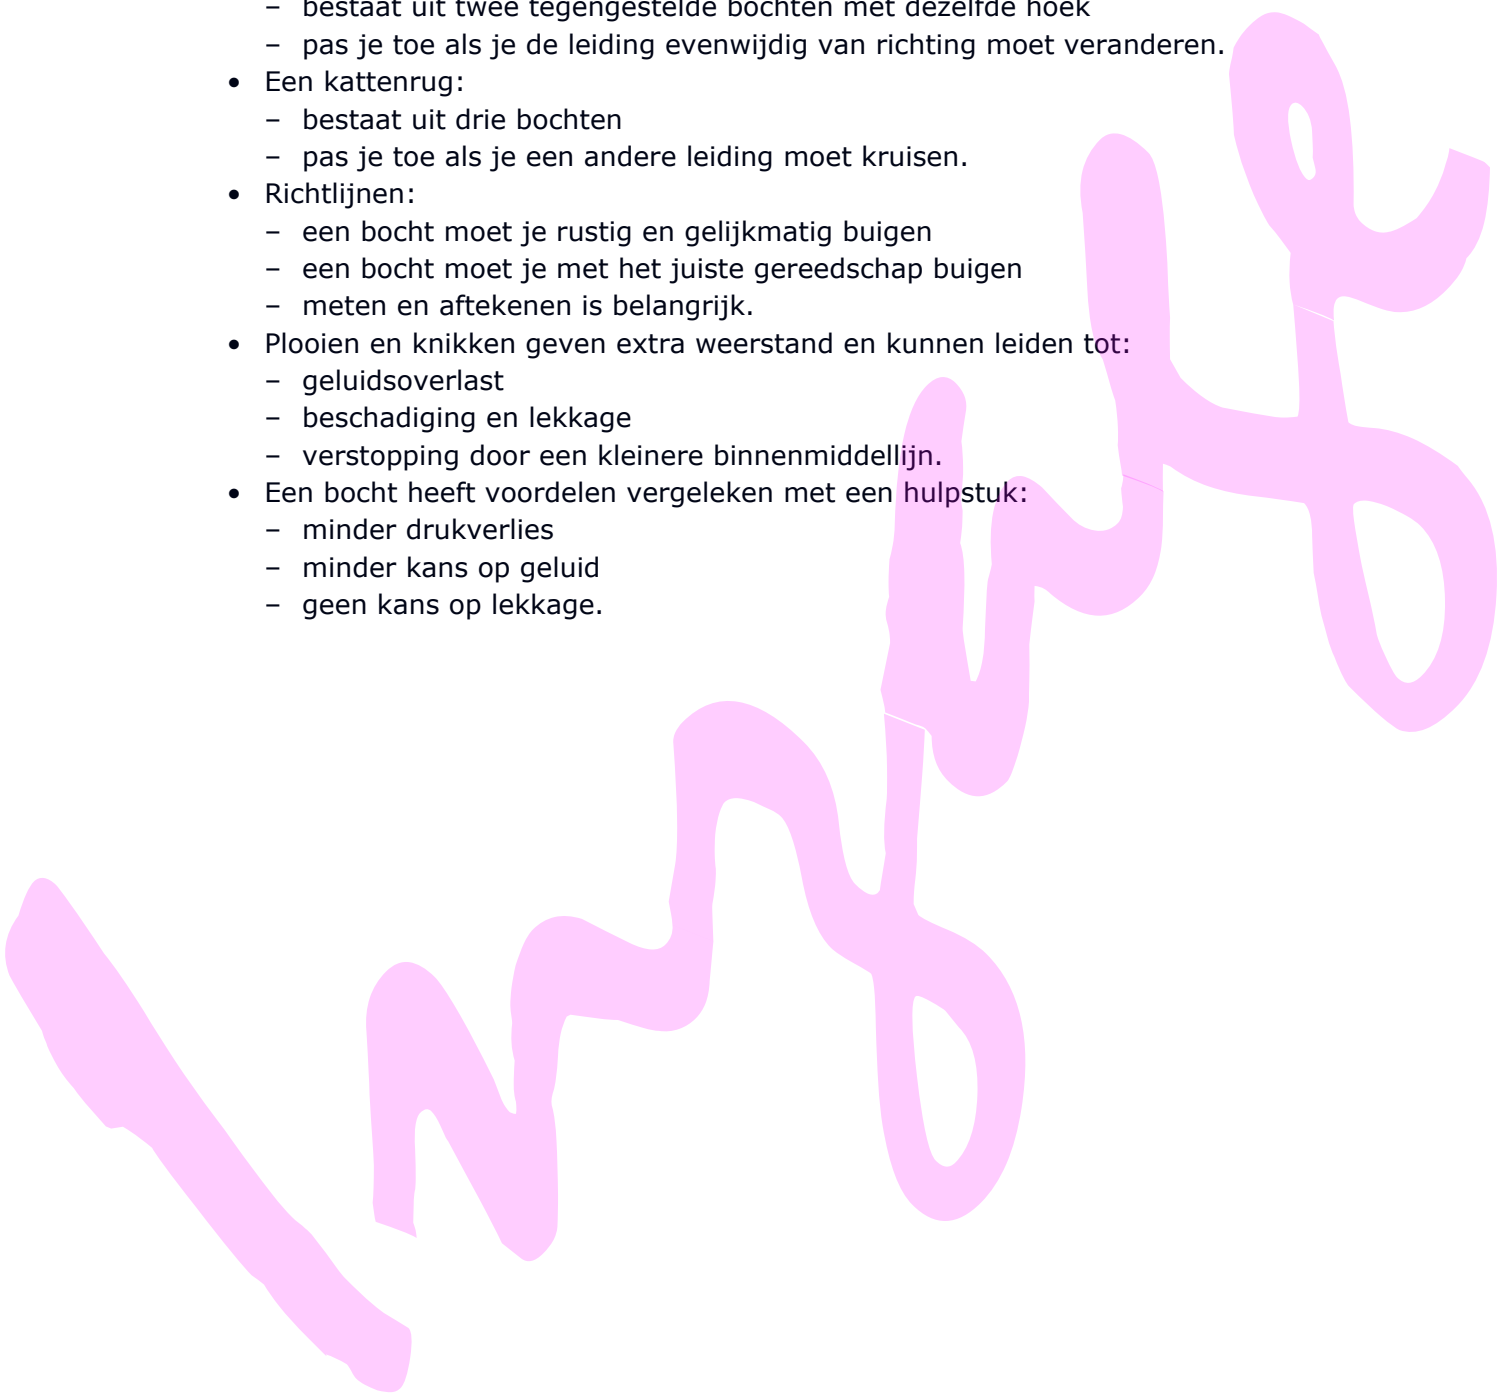 – bestaat uit twee tegengestelde bochten met dezelfde hoek
– pas je toe als je de leiding evenwijdig van richting moet veranderen.
• Een kattenrug:
– bestaat uit drie bochten
– pas je toe als je een andere leiding moet kruisen.
• Richtlijnen:
– een bocht moet je rustig en gelijkmatig buigen
– een bocht moet je met het juiste gereedschap buigen
– meten en aftekenen is belangrijk.
• Plooien en knikken geven extra weerstand en kunnen leiden tot:
– geluidsoverlast
– beschadiging en lekkage
– verstopping door een kleinere binnenmiddellijn.
• Een bocht heeft voordelen vergeleken met een hulpstuk:
– minder drukverlies
– minder kans op geluid
– geen kans op lekkage.